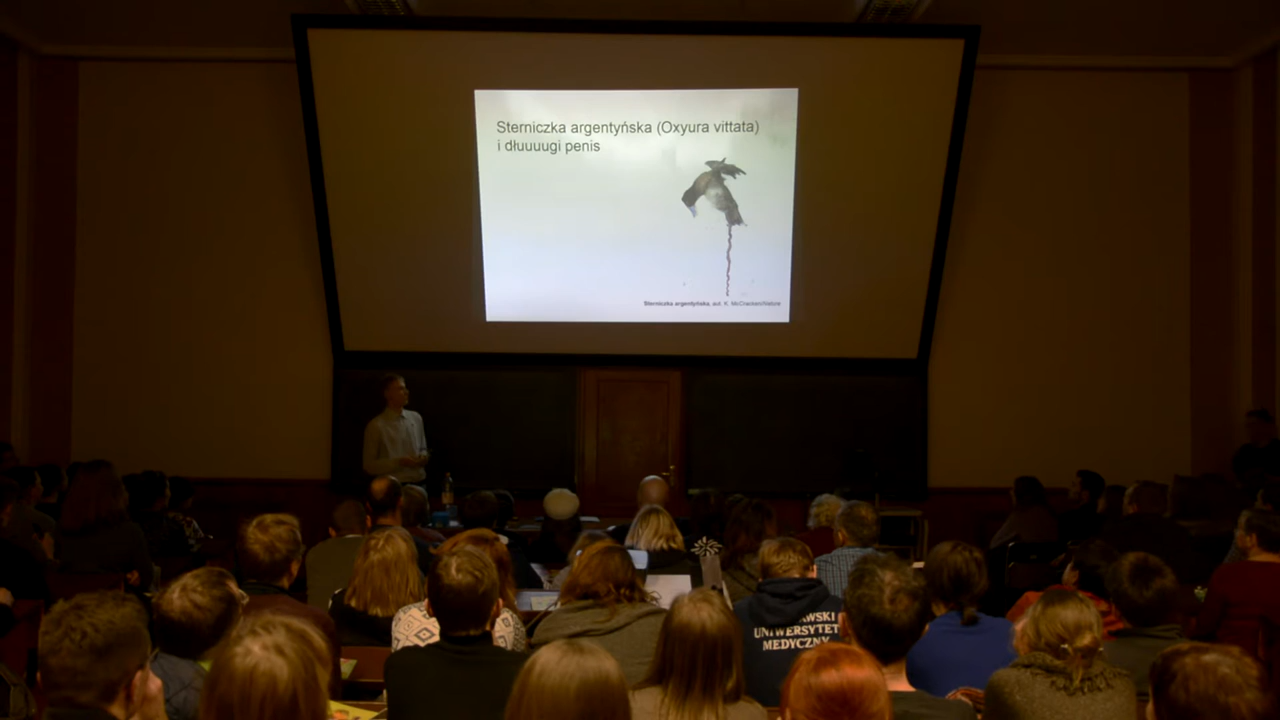 Sterniczka argentyńska (Oxyura vittata)
i dłuuuugi penis
Sterniczka argentyńska, aut. K. McCracken/Nature
UNIWERSYTET
MEDYCZNY